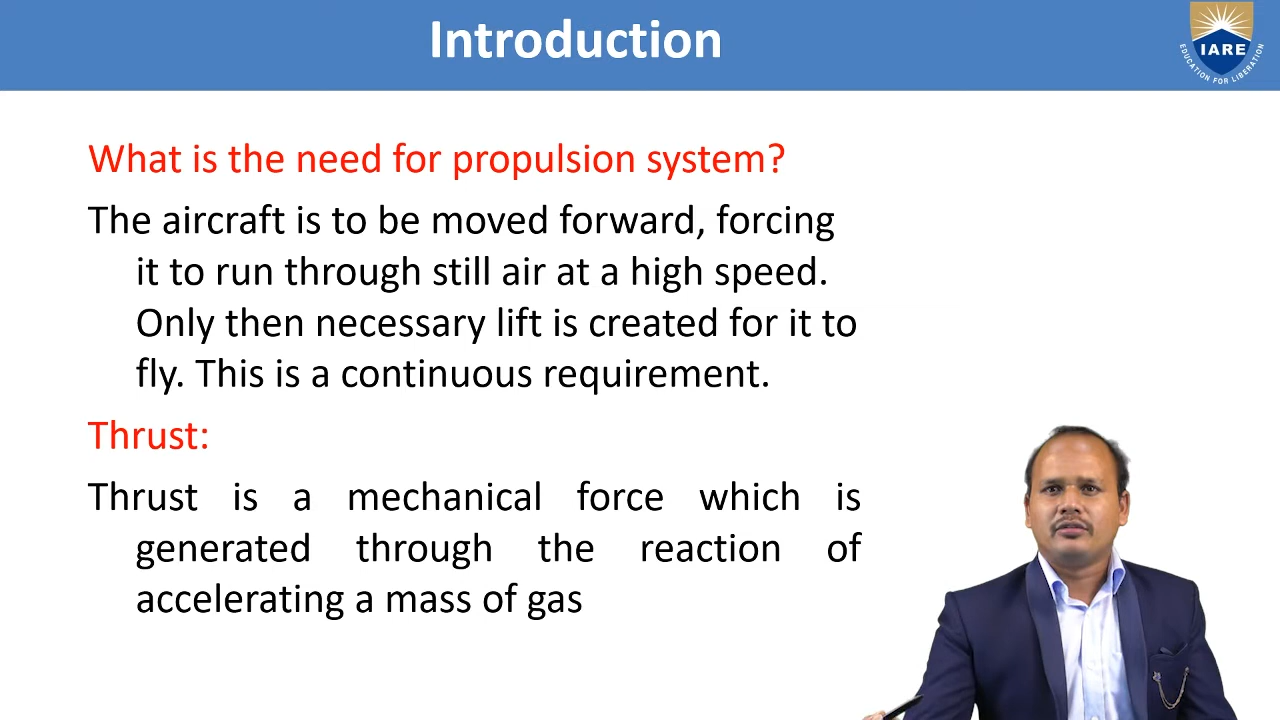 Introduction
IARE
EDUCATION FOR LIBERATION
What is the need for propulsion system?
The aircraft is to be moved forward, forcing
it to run through still air at a high speed.
Only then necessary lift is created for it to
fly. This is a continuous requirement.
Thrust:
Thrust is a mechanical force which is
generated through the reaction of
accelerating a mass of gas